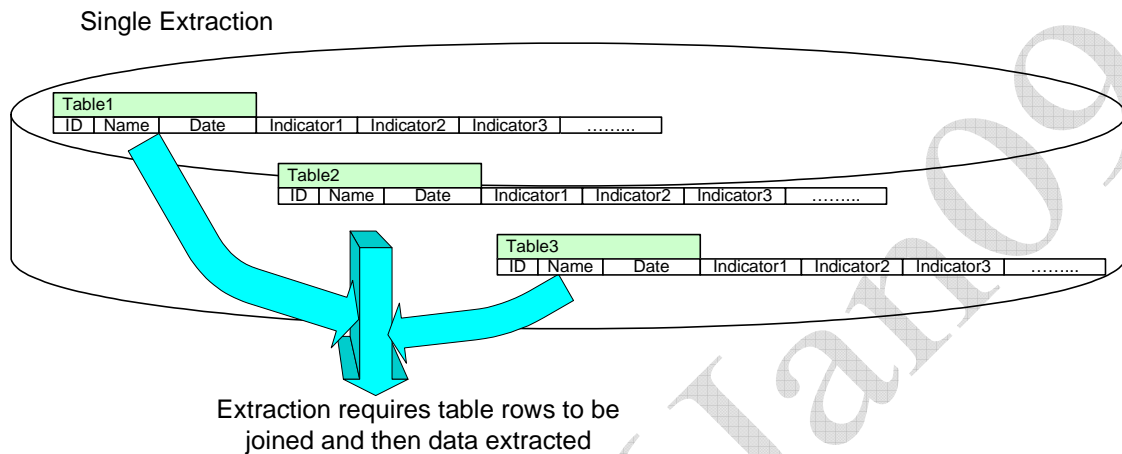 Single Extraction
Table1
ID Name Date Indicator1 Indicator2 Indicator3 ……...
Table2
ID Name Date Indicator1 Indicator2 Indicator3 ……...
Table3
ID Name Date Indicator1 Indicator2 Indicator3 ……...
Extraction requires table rows to be
joined and then data extracted